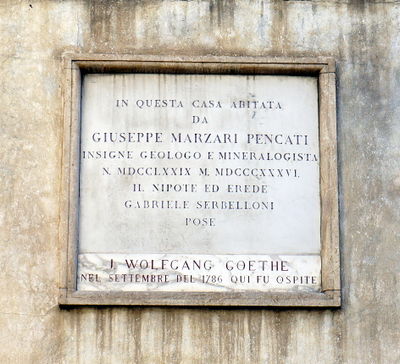 IN QUESTA CASA ABITATA
DA
GIUSEPPE MARZARI PENCATI
INSIGNE GEOLOGO E MINERALOGISTA
N. MDCCLXXIX M. MDCCCXXXVI.
IL NIPOTE ED EREDE
GABRIELE SERBELLONI
POSE
J. WOLFGANG GOETHE
NEL SETTEMBRE DEL 1786 QUI FU OSPITE